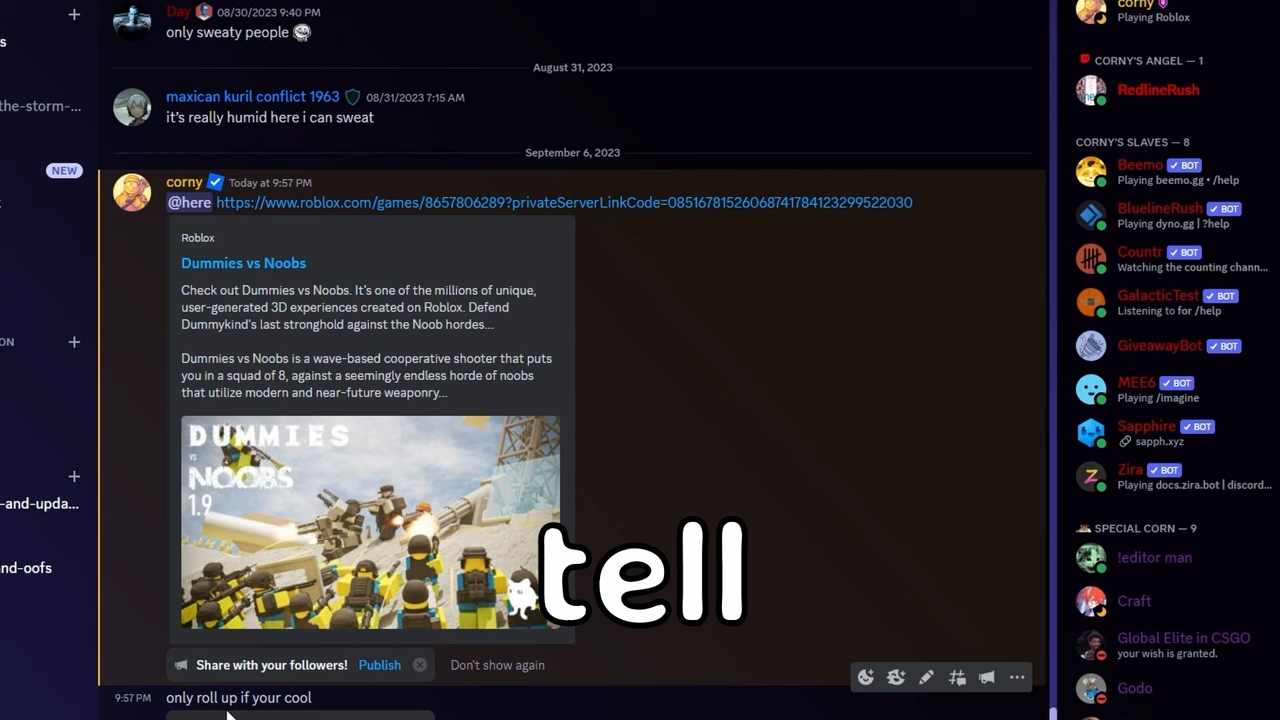 Day 08/30/2023 9:40 PM
only sweaty people
s
August 31, 2023
the-storm-...
maxican kuril conflict 1963 08/31/2023 7:15 AM
it's really humid here i can sweat
September 6, 2023
NEW
corny Today at 9:57 PM
@here https://www.roblox.com/games/8657806289?privateServerLinkCode=08516781526068741784123299522030
Roblox
Dummies vs Noobs
Check out Dummies vs Noobs. It's one of the millions of unique,
user-generated 3D experiences created on Roblox. Defend
Dummykind's last stronghold against the Noob hordes...
Dummies vs Noobs is a wave-based cooperative shooter that puts
you in a squad of 8, against a seemingly endless horde of noobs
that utilize modern and near-future weaponry...
DUMMIES
VS
NOOBS
1.9
ON
-and-upda...
nd-oofs
tell
Share with your followers! Publish Don't show again
9:57 PM only roll up if your cool
corny
Playing Roblox
CORNY'S ANGEL — 1
RedlineRush
CORNY'S SLAVES — 8
Beemo BOT
Playing beemo.gg • /help
BluelineRush BOT
Playing dyno.gg | ?help
Countr BOT
Watching the counting chann...
GalacticTest BOT
Listening to for /help
GiveawayBot BOT
MEE6 BOT
Playing /imagine
Sapphire BOT
sapph.xyz
Zira BOT
Playing docs.zira.bot | discord...
SPECIAL CORN — 9
!editor man
Craft
Global Elite in CSGO
your wish is granted.
Godo